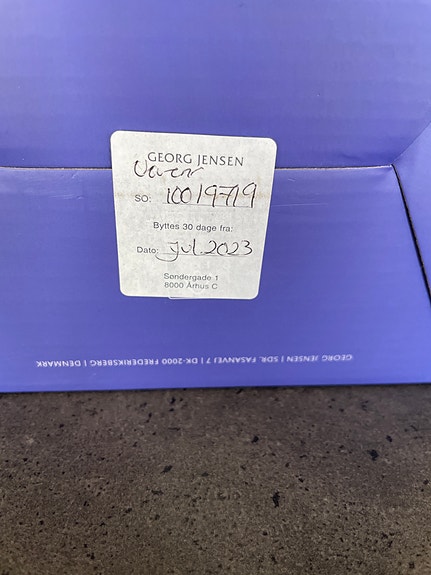 GEORG JENSEN
Varenr
SO: 10019719
Byttes 30 dage fra:
Dato: Jul.2023
Søndergade 1
8000 Århus C
GEORG JENSEN | SDR. FASANVEJ 7 | DK-2000 FREDERIKSBERG | DENMARK